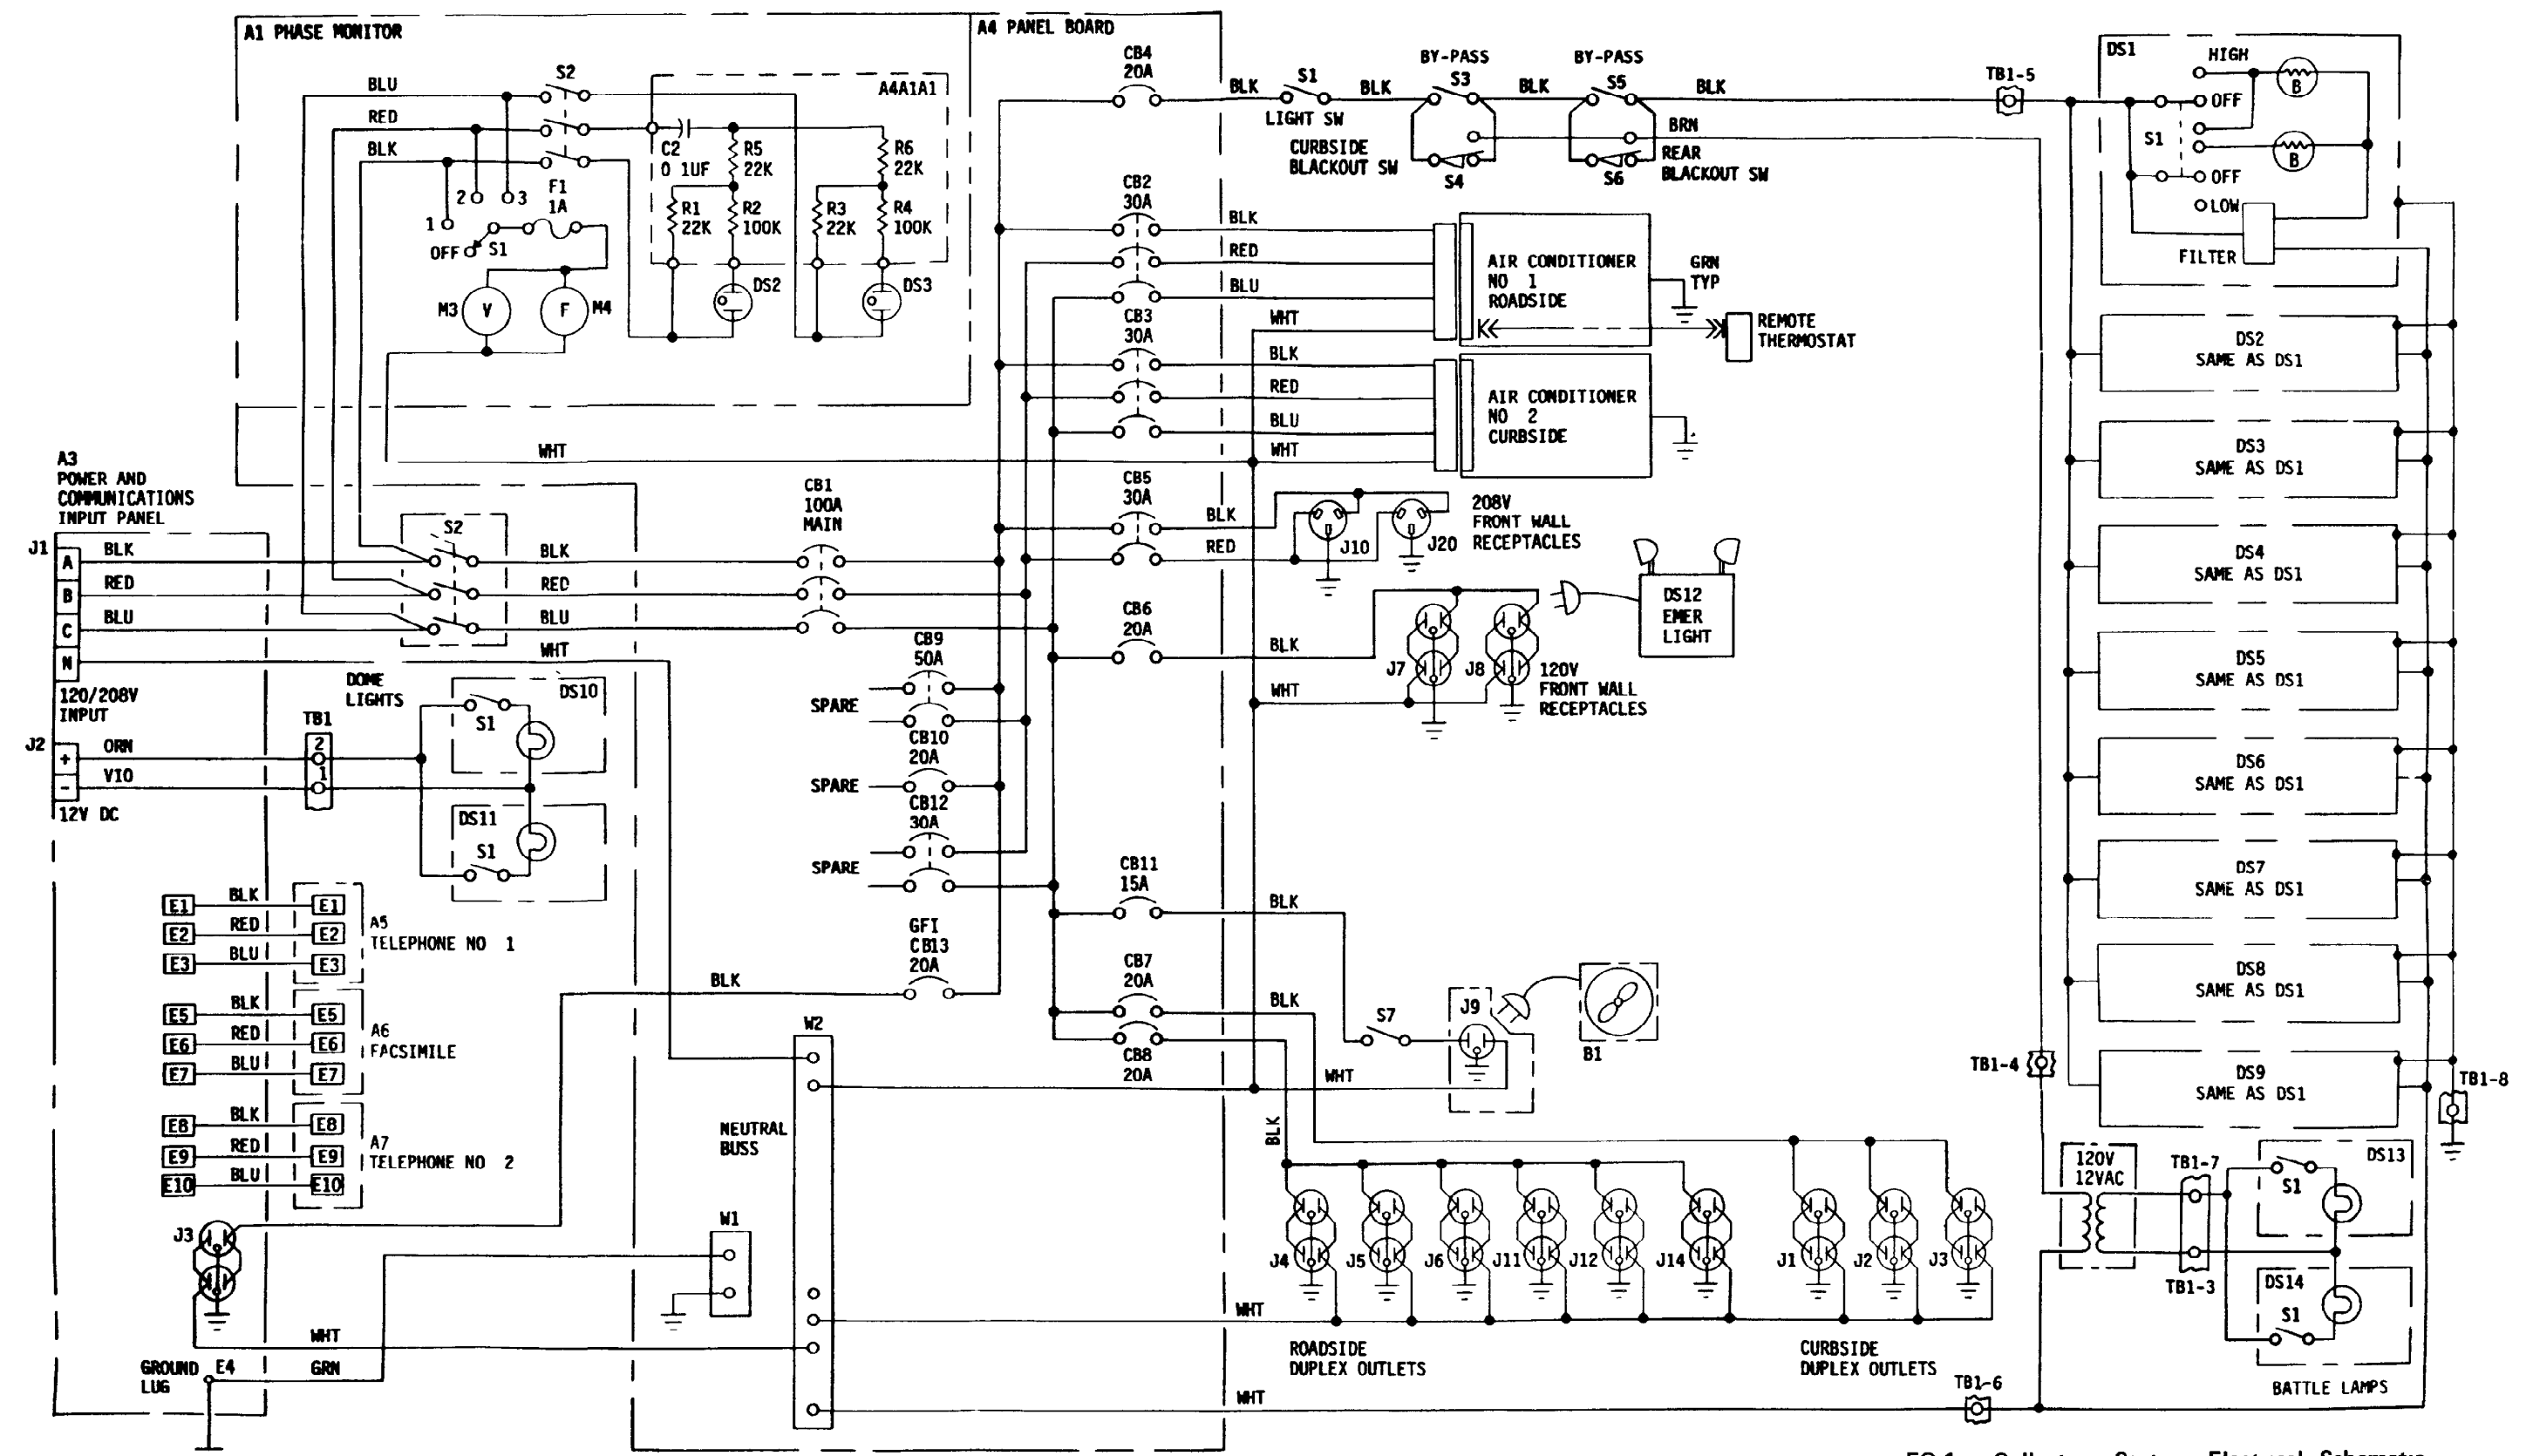 A1 PHASE MONITOR
A4 PANEL BOARD
BLU
RED
BLK
S2
A4A1A1
C2
0 1UF
R5
22K
R6
22K
R1
22K
R2
100K
R3
22K
R4
100K
2
3
1
OFF
S1
F1
1A
M3
V
F
M4
DS2
DS3
WHT
CB4
20A
BLK
S1
LIGHT SW
BLK
BY-PASS
S3
BLK
BY-PASS
S5
BLK
TB1-5
CURBSIDE
BLACKOUT SW
S4
S6
BRN
REAR
BLACKOUT SW
CB2
30A
BLK
RED
BLU
WHT
AIR CONDITIONER
NO 1
ROADSIDE
GRN
TYP
REMOTE
THERMOSTAT
CB3
30A
BLK
RED
BLU
WHT
AIR CONDITIONER
NO 2
CURBSIDE
CB5
30A
BLK
RED
J10
J20
208V
FRONT WALL
RECEPTACLES
CB6
20A
BLK
WHT
J7
J8
120V
FRONT WALL
RECEPTACLES
DS12
EMER
LIGHT
DS1
HIGH
B
OFF
S1
B
OFF
LOW
FILTER
DS2
SAME AS DS1
DS3
SAME AS DS1
DS4
SAME AS DS1
DS5
SAME AS DS1
DS6
SAME AS DS1
DS7
SAME AS DS1
DS8
SAME AS DS1
DS9
SAME AS DS1
TB1-4
TB1-8
A3
POWER AND
COMMUNICATIONS
INPUT PANEL
J1
A
B
C
N
BLK
RED
BLU
120/208V
INPUT
S2
BLK
RED
BLU
WHT
CB1
100A
MAIN
J2
+
-
ORN
VIO
12V DC
TB1
2
1
DOME
LIGHTS
DS10
S1
DS11
S1
CB9
50A
SPARE
CB10
20A
SPARE
CB12
30A
SPARE
GFI
CB13
20A
BLK
CB11
15A
BLK
CB7
20A
BLK
CB8
20A
S7
J9
B1
WHT
BLK
E1 BLK E1
E2 RED E2
E3 BLU E3
A5
TELEPHONE NO 1
E5 BLK E5
E6 RED E6
E7 BLU E7
A6
FACSIMILE
E8 BLK E8
E9 RED E9
E10 BLU E10
A7
TELEPHONE NO 2
J3
W2
NEUTRAL
BUSS
W1
WHT
GRN
GROUND
LUG
E4
J4
J5
J6
J11
J12
J14
J1
J2
J3
WHT
ROADSIDE
DUPLEX OUTLETS
CURBSIDE
DUPLEX OUTLETS
WHT
TB1-6
120V
12VAC
TB1-7
TB1-3
DS13
S1
DS14
S1
BATTLE LAMPS